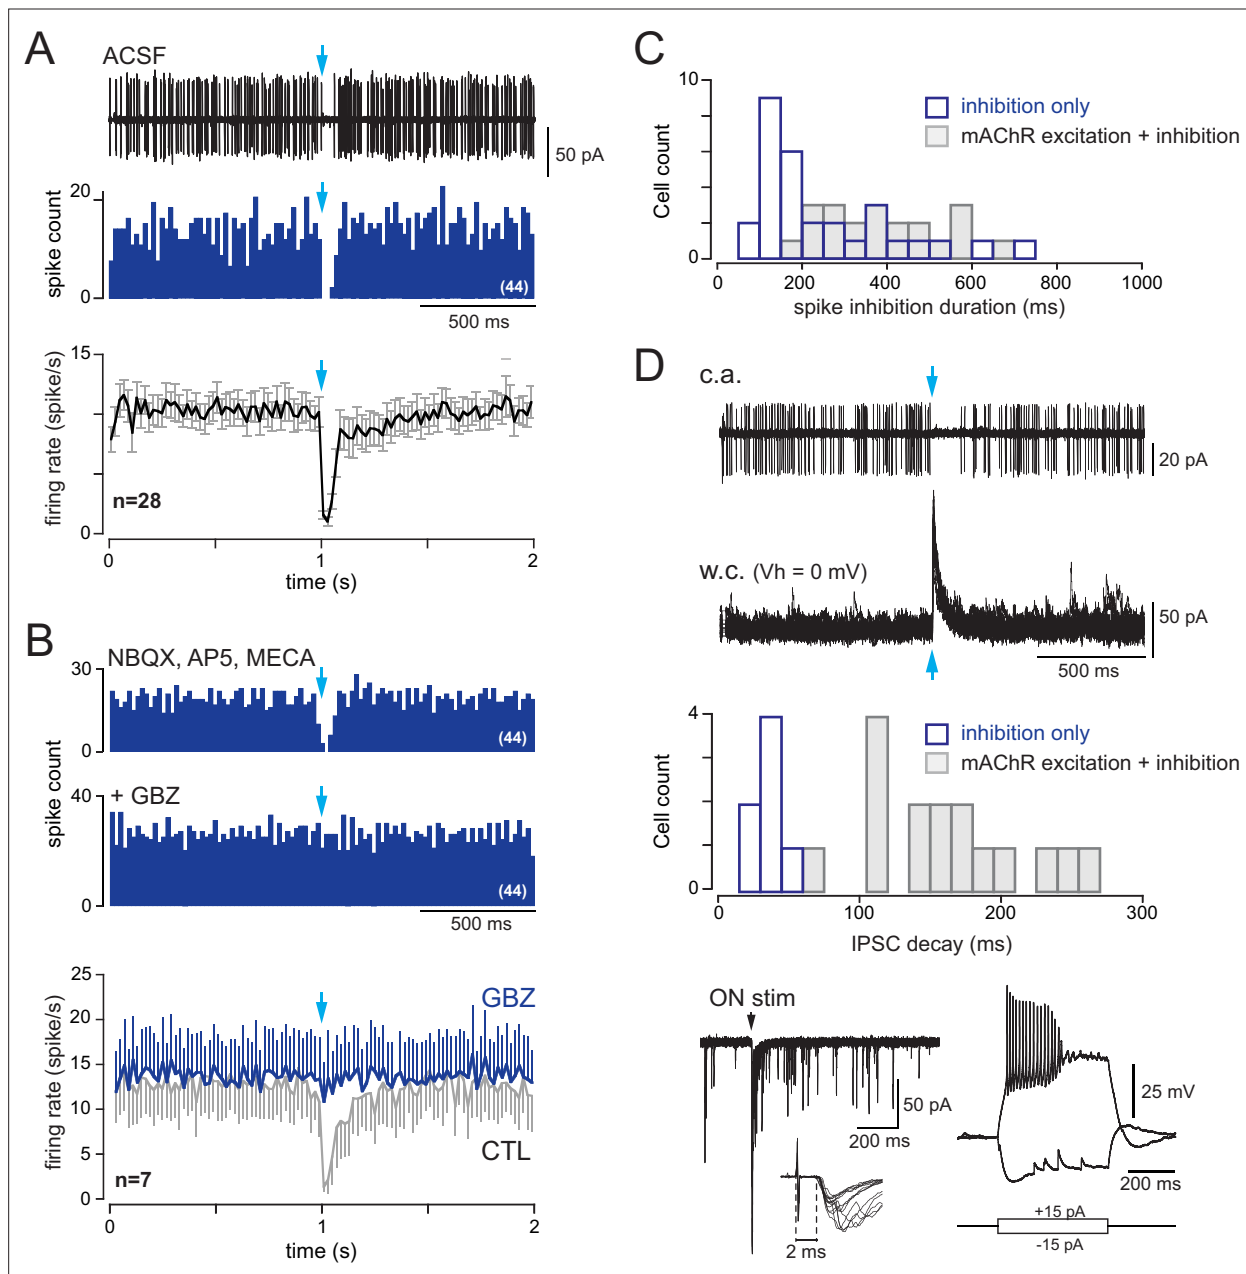 A
ACSF
50 pA
20
spike count
0
(44)
500 ms
15
firing rate (spike/s)
n=28
0
0
1
2
time (s)
B
NBQX, AP5, MECA
30
0
(44)
spike count
+ GBZ
40
0
(44)
500 ms
25
20
15
10
5
0
firing rate (spike/s)
GBZ
CTL
n=7
0
1
2
time (s)
C
10
Cell count
0
inhibition only
mAChR excitation + inhibition
0
200
400
600
800
1000
spike inhibition duration (ms)
D
c.a.
20 pA
w.c. (Vh = 0 mV)
50 pA
500 ms
4
Cell count
0
inhibition only
mAChR excitation + inhibition
0
100
200
300
IPSC decay (ms)
ON stim
50 pA
200 ms
2 ms
25 mV
200 ms
+15 pA
-15 pA